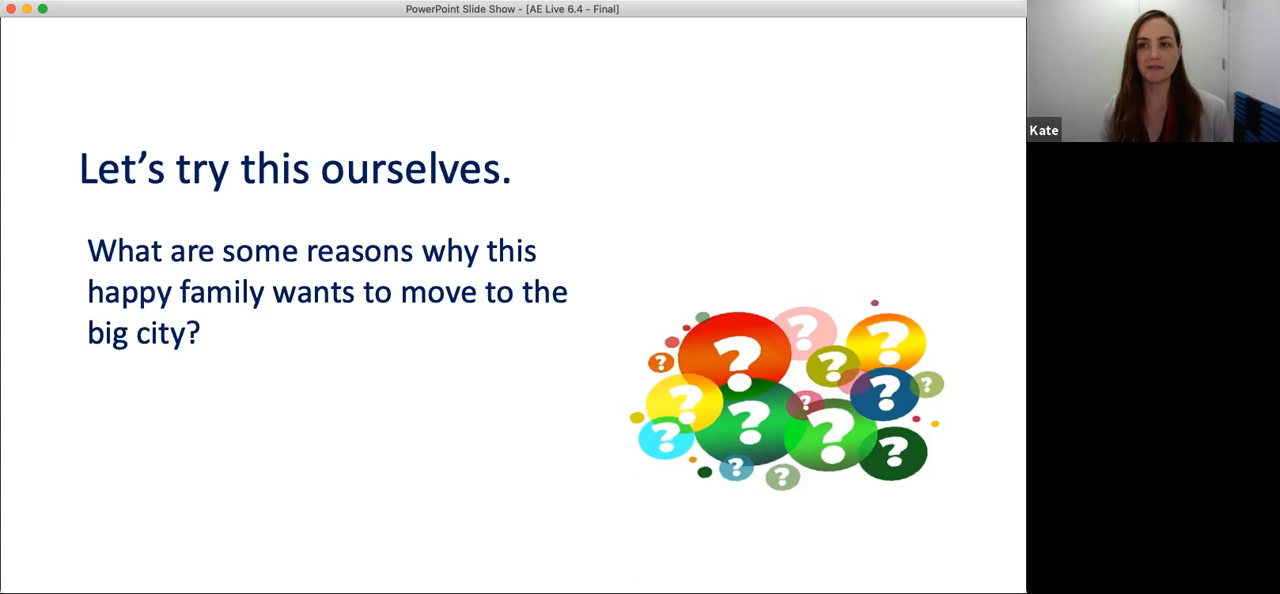 PowerPoint Slide Show - [AE Live 6.4 - Final]
Let's try this ourselves.
What are some reasons why this
happy family wants to move to the
big city?
? ? ? ? ? ? ? ? ? ? ? ? ? ?
Kate